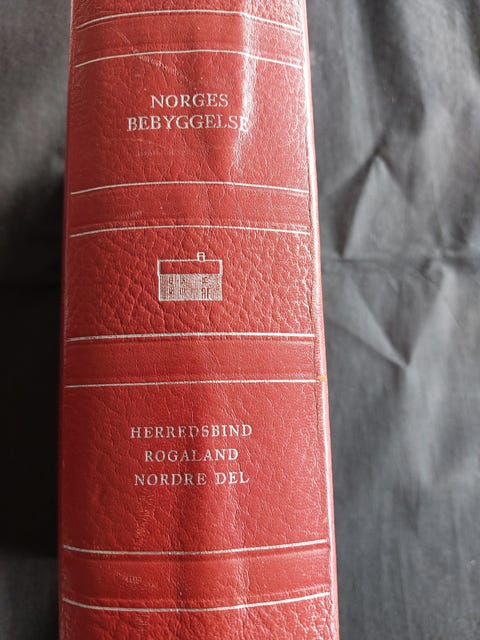 NORGES
BEBYGGELSE
HERREDSBIND
ROGALAND
NORDRE DEL